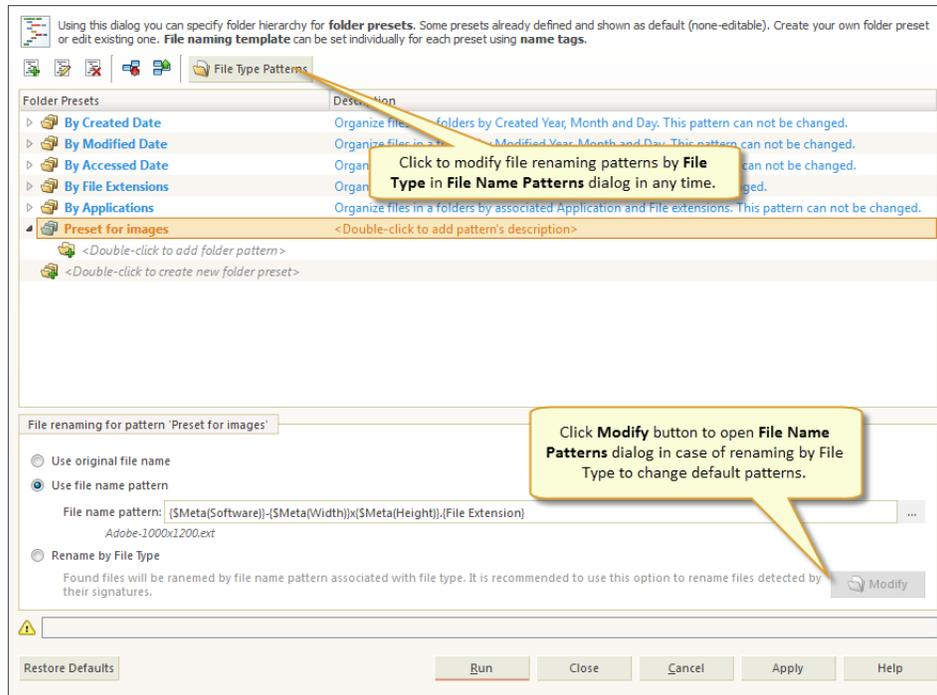 Using this dialog you can specify folder hierarchy for folder presets. Some presets already defined and shown as default (none-editable). Create your own folder preset
or edit existing one. File naming template can be set individually for each preset using name tags.
File Type Patterns
Folder Presets Description
By Created Date Organize files folders by Created Year, Month and Day. This pattern can not be changed.
By Modified Date Organize files in a Modified Year, Month and Day. This pattern can not be changed.
By Accessed Date Organ can not be changed.
By File Extensions Organ ged.
By Applications Organize files in a folders by associated Application and File extensions. This pattern can not be changed.
Click to modify file renaming patterns by File
Type in File Name Patterns dialog in any time.
Preset for images <Double-click to add pattern's description>
<Double-click to add folder pattern>
<Double-click to create new folder preset>
File renaming for pattern 'Preset for images'
Click Modify button to open File Name
Patterns dialog in case of renaming by File
Type to change default patterns.
Use original file name
Use file name pattern
File name pattern: {$Meta(Software)}-{$Meta(Width)}x{$Meta(Height)}.{File Extension} ...
Adobe-1000x1200.ext
Rename by File Type
Found files will be ranemed by file name pattern associated with file type. It is recommended to use this option to rename files detected by
their signatures.
Modify
Restore Defaults Run Close Cancel Apply Help